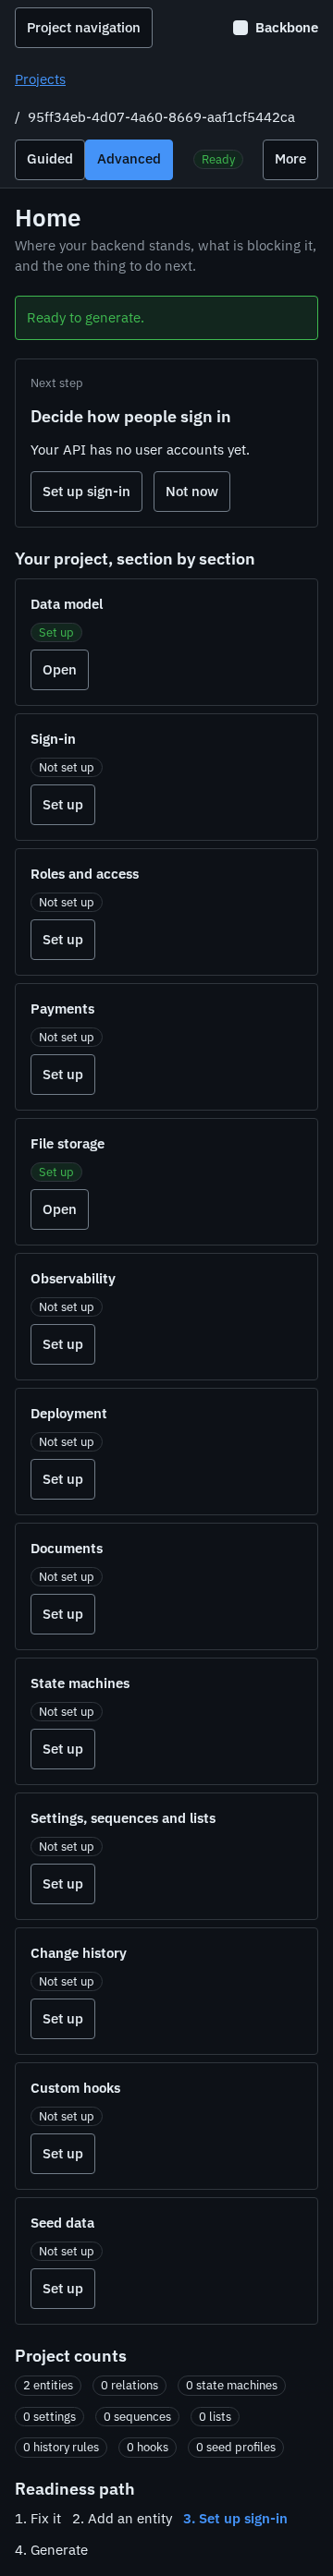 Project navigation
Backbone
Projects
/ 95ff34eb-4d07-4a60-8669-aaf1cf5442ca
Guided
Advanced
Ready
More
Home
Where your backend stands, what is blocking it,
and the one thing to do next.
Ready to generate.
Next step
Decide how people sign in
Your API has no user accounts yet.
Set up sign-in
Not now
Your project, section by section
Data model
Set up
Open
Sign-in
Not set up
Set up
Roles and access
Not set up
Set up
Payments
Not set up
Set up
File storage
Set up
Open
Observability
Not set up
Set up
Deployment
Not set up
Set up
Documents
Not set up
Set up
State machines
Not set up
Set up
Settings, sequences and lists
Not set up
Set up
Change history
Not set up
Set up
Custom hooks
Not set up
Set up
Seed data
Not set up
Set up
Project counts
2 entities 0 relations 0 state machines
0 settings 0 sequences 0 lists
0 history rules 0 hooks 0 seed profiles
Readiness path
1. Fix it 2. Add an entity 3. Set up sign-in
4. Generate